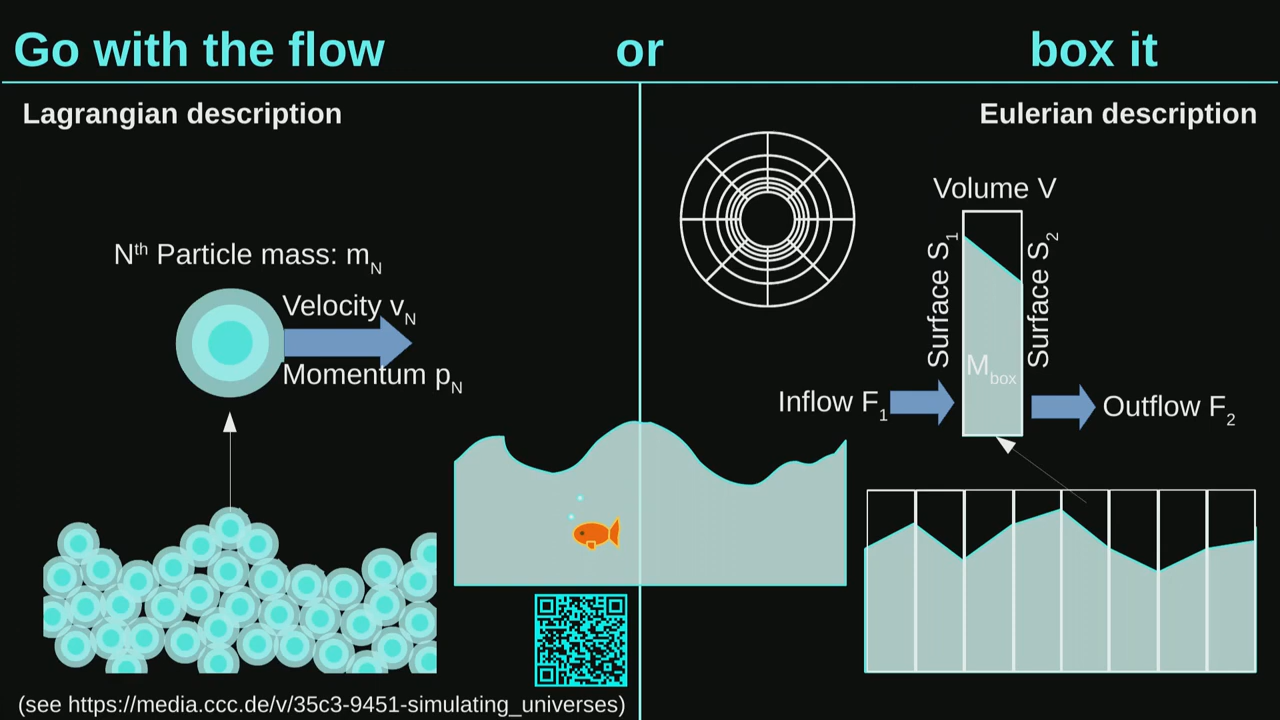 Go with the flow or box it
Lagrangian description
Nth Particle mass: mN
Velocity vN
Momentum pN
(see https://media.ccc.de/v/35c3-9451-simulating_universes)
Eulerian description
Volume V
Surface S1
Surface S2
Mbox
Inflow F1
Outflow F2